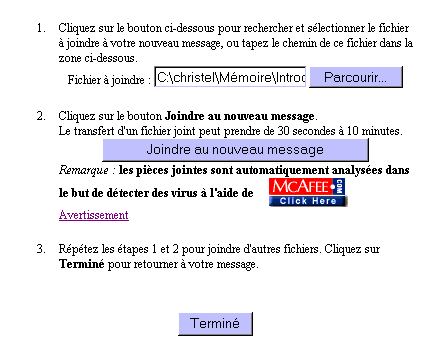 1. Cliquez sur le bouton ci-dessous pour rechercher et sélectionner le fichier
à joindre à votre nouveau message, ou tapez le chemin de ce fichier dans la
zone ci-dessous.
Fichier à joindre : C:\christel\Mémoire\Introd Parcourir...
2. Cliquez sur le bouton Joindre au nouveau message.
Le transfert d'un fichier joint peut prendre de 30 secondes à 10 minutes.
Joindre au nouveau message
Remarque : les pièces jointes sont automatiquement analysées dans
le but de détecter des virus à l'aide de McAFEE.COM
Click Here
Avertissement
3. Répétez les étapes 1 et 2 pour joindre d'autres fichiers. Cliquez sur
Terminé pour retourner à votre message.
Terminé